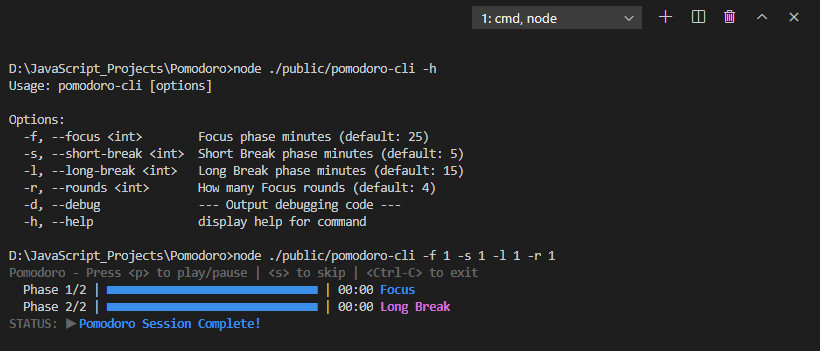 1: cmd, node
D:\JavaScript_Projects\Pomodoro>node ./public/pomodoro-cli -h
Usage: pomodoro-cli [options]
Options:
-f, --focus <int> Focus phase minutes (default: 25)
-s, --short-break <int> Short Break phase minutes (default: 5)
-l, --long-break <int> Long Break phase minutes (default: 15)
-r, --rounds <int> How many Focus rounds (default: 4)
-d, --debug --- Output debugging code ---
-h, --help display help for command
D:\JavaScript_Projects\Pomodoro>node ./public/pomodoro-cli -f 1 -s 1 -l 1 -r 1
Pomodoro - Press <p> to play/pause | <s> to skip | <Ctrl-C> to exit
Phase 1/2 | | 00:00 Focus
Phase 2/2 | | 00:00 Long Break
STATUS: ▶Pomodoro Session Complete!